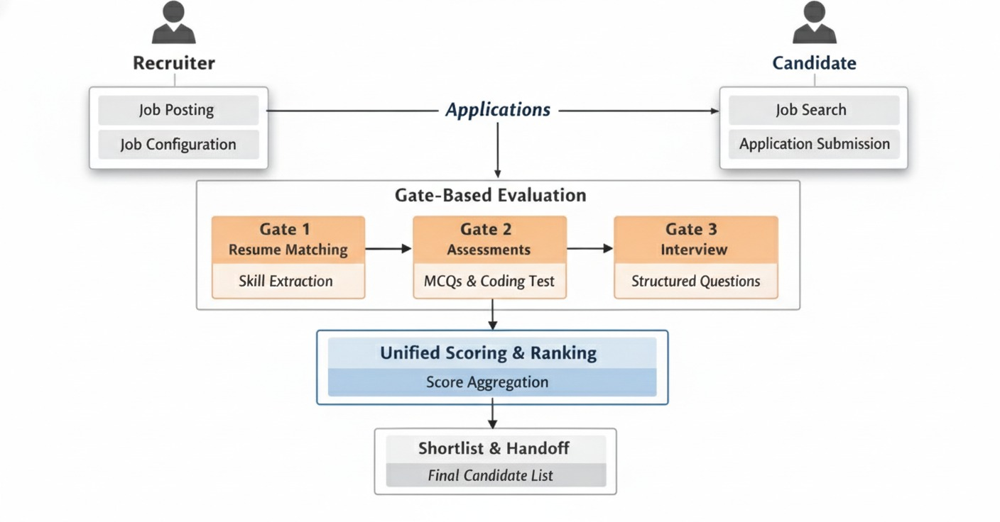 Recruiter
Candidate
Job Posting
Job Configuration
Applications
Job Search
Application Submission
Gate-Based Evaluation
Gate 1
Resume Matching
Skill Extraction
Gate 2
Assessments
MCQs & Coding Test
Gate 3
Interview
Structured Questions
Unified Scoring & Ranking
Score Aggregation
Shortlist & Handoff
Final Candidate List